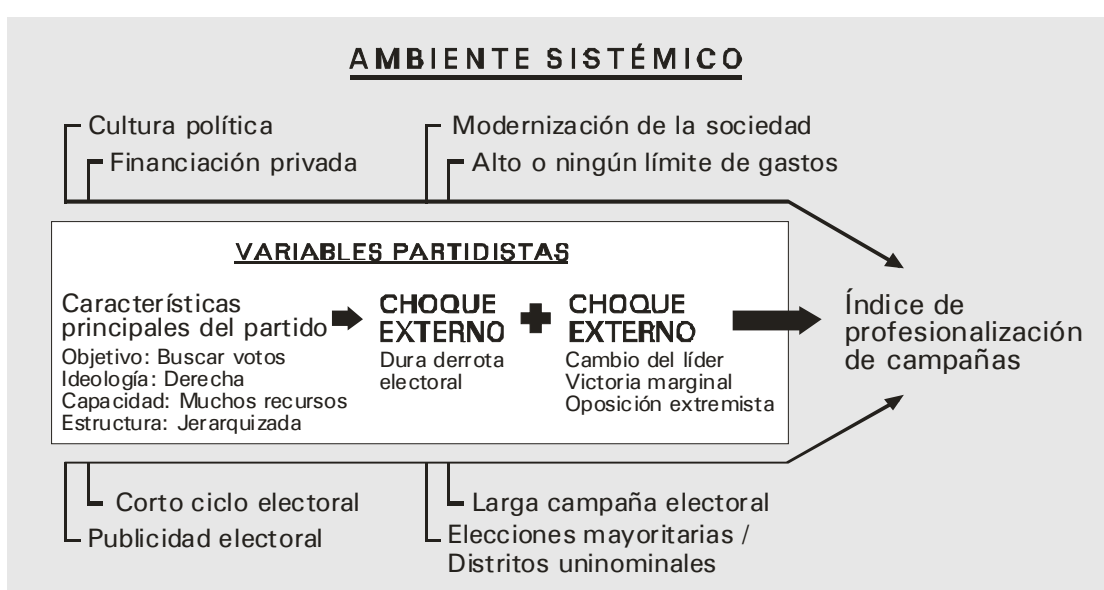 AMBIENTE SISTÉMICO
Cultura política
Financiación privada
Modernización de la sociedad
Alto o ningún límite de gastos
VARIABLES PARTIDISTAS
Características
principales del partido
Objetivo: Buscar votos
Ideología: Derecha
Capacidad: Muchos recursos
Estructura: Jerarquizada
CHOQUE
EXTERNO
Dura derrota
electoral
CHOQUE
EXTERNO
Cambio del líder
Victoria marginal
Oposición extremista
Índice de
profesionalización
de campañas
Corto ciclo electoral
Publicidad electoral
Larga campaña electoral
Elecciones mayoritarias /
Distritos uninominales